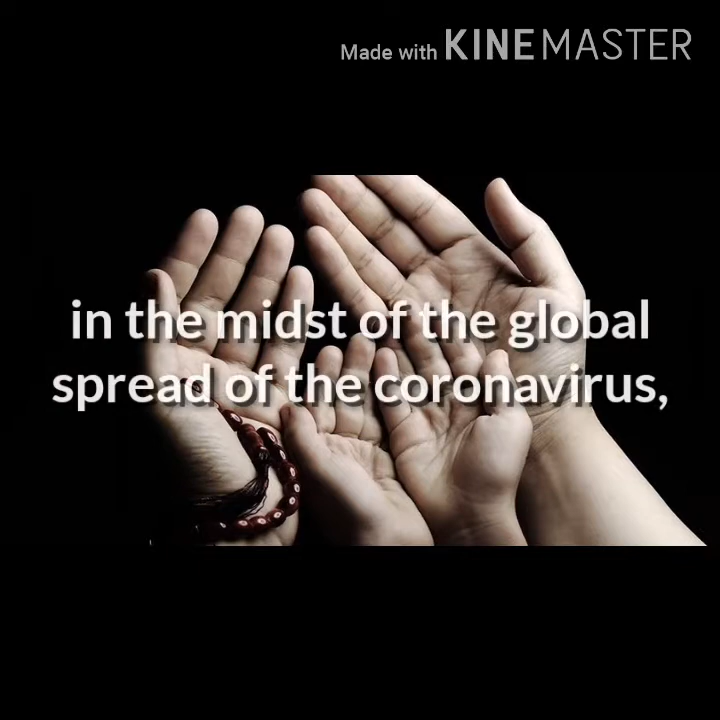 Made with KINEMASTER
in the midst of the global
spread of the coronavirus,